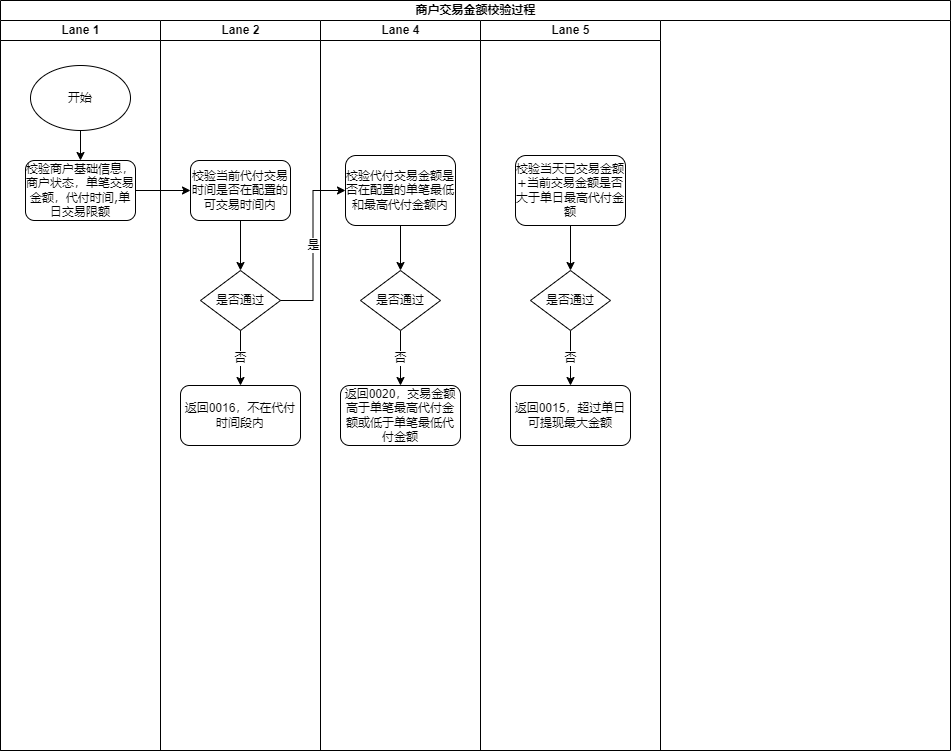 商户交易金额校验过程
Lane 1
Lane 2
Lane 4
Lane 5
开始
校验商户基础信息，
商户状态，单笔交易
金额，代付时间,单
日交易限额
校验当前代付交易
时间是否在配置的
可交易时间内
是否通过
否
返回0016，不在代付
时间段内
是
校验代付交易金额是
否在配置的单笔最低
和最高代付金额内
是否通过
否
返回0020，交易金额
高于单笔最高代付金
额或低于单笔最低代
付金额
校验当天已交易金额
+当前交易金额是否
大于单日最高代付金
额
是否通过
否
返回0015，超过单日
可提现最大金额